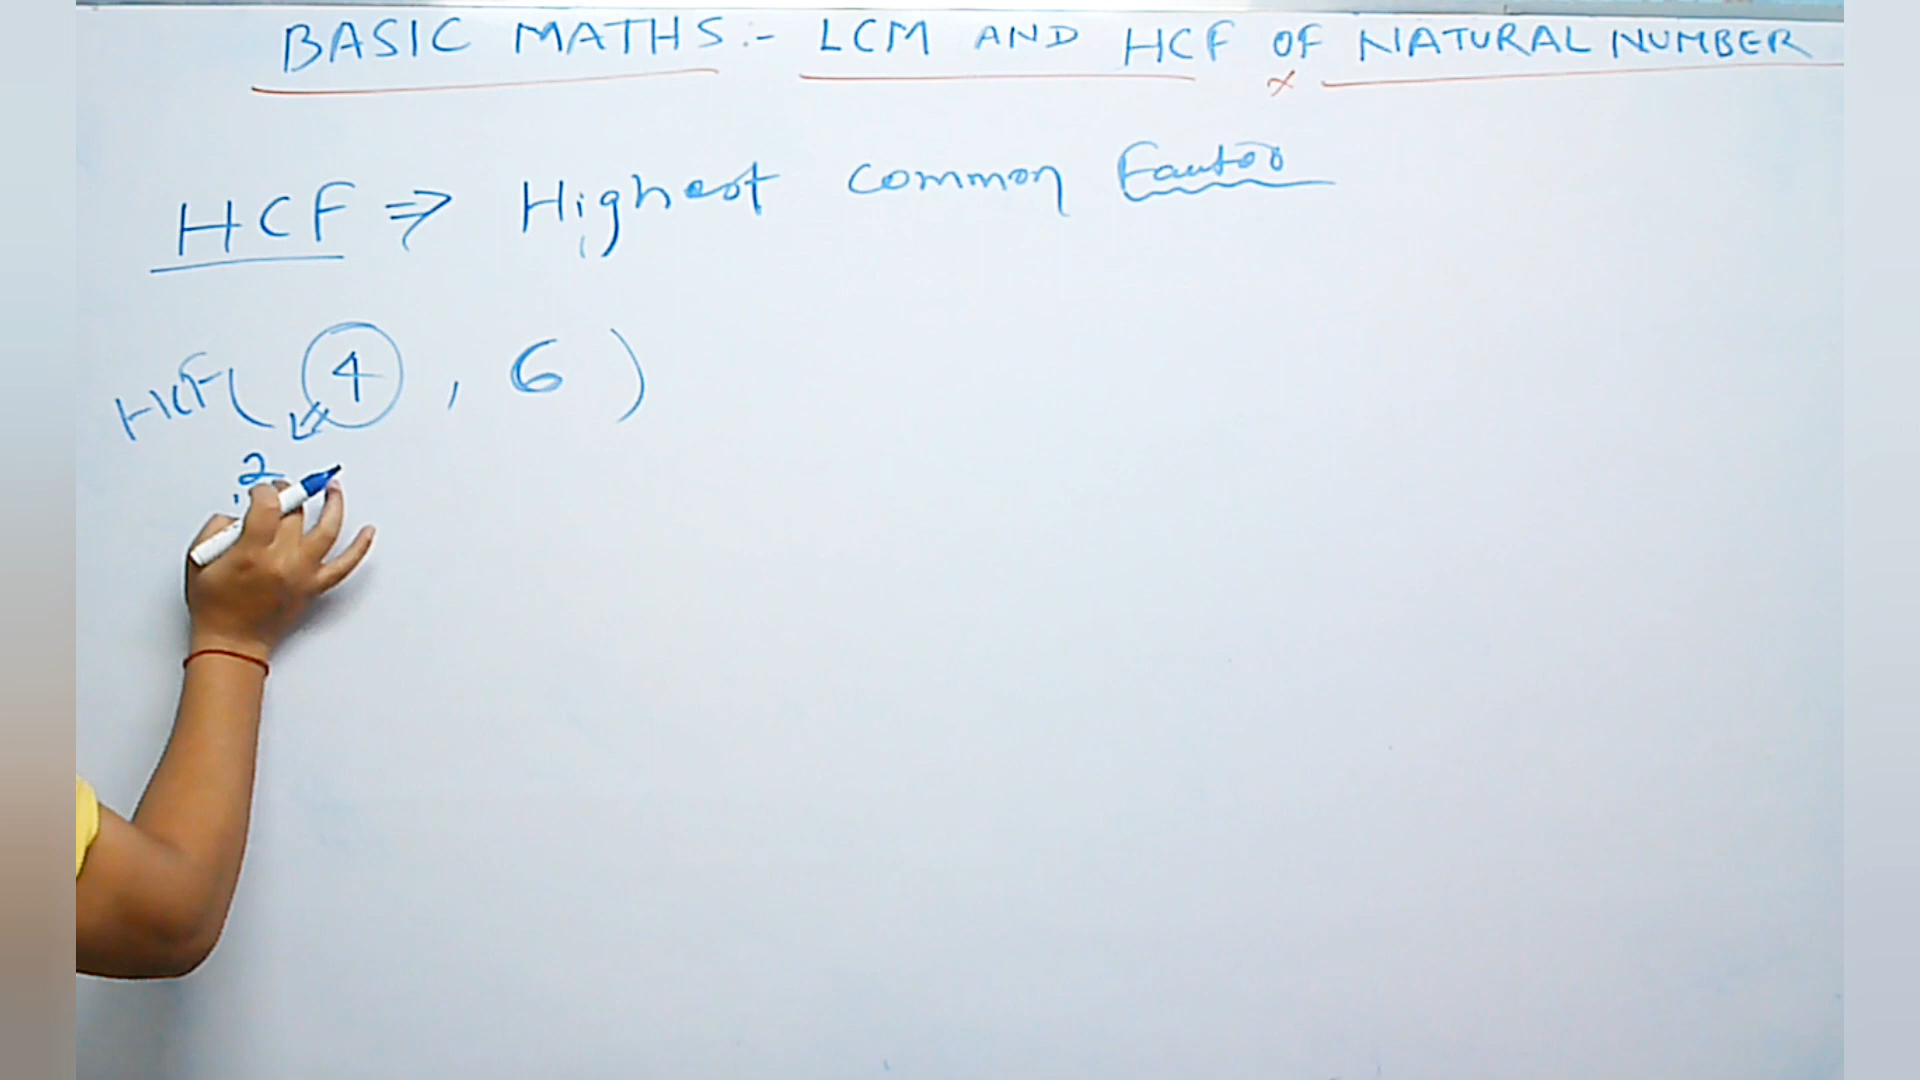 BASIC MATHS :- LCM AND HCF OF NATURAL NUMBER
HCF ⇒ Highest Common Factor
HCF( 4 , 6 )
2